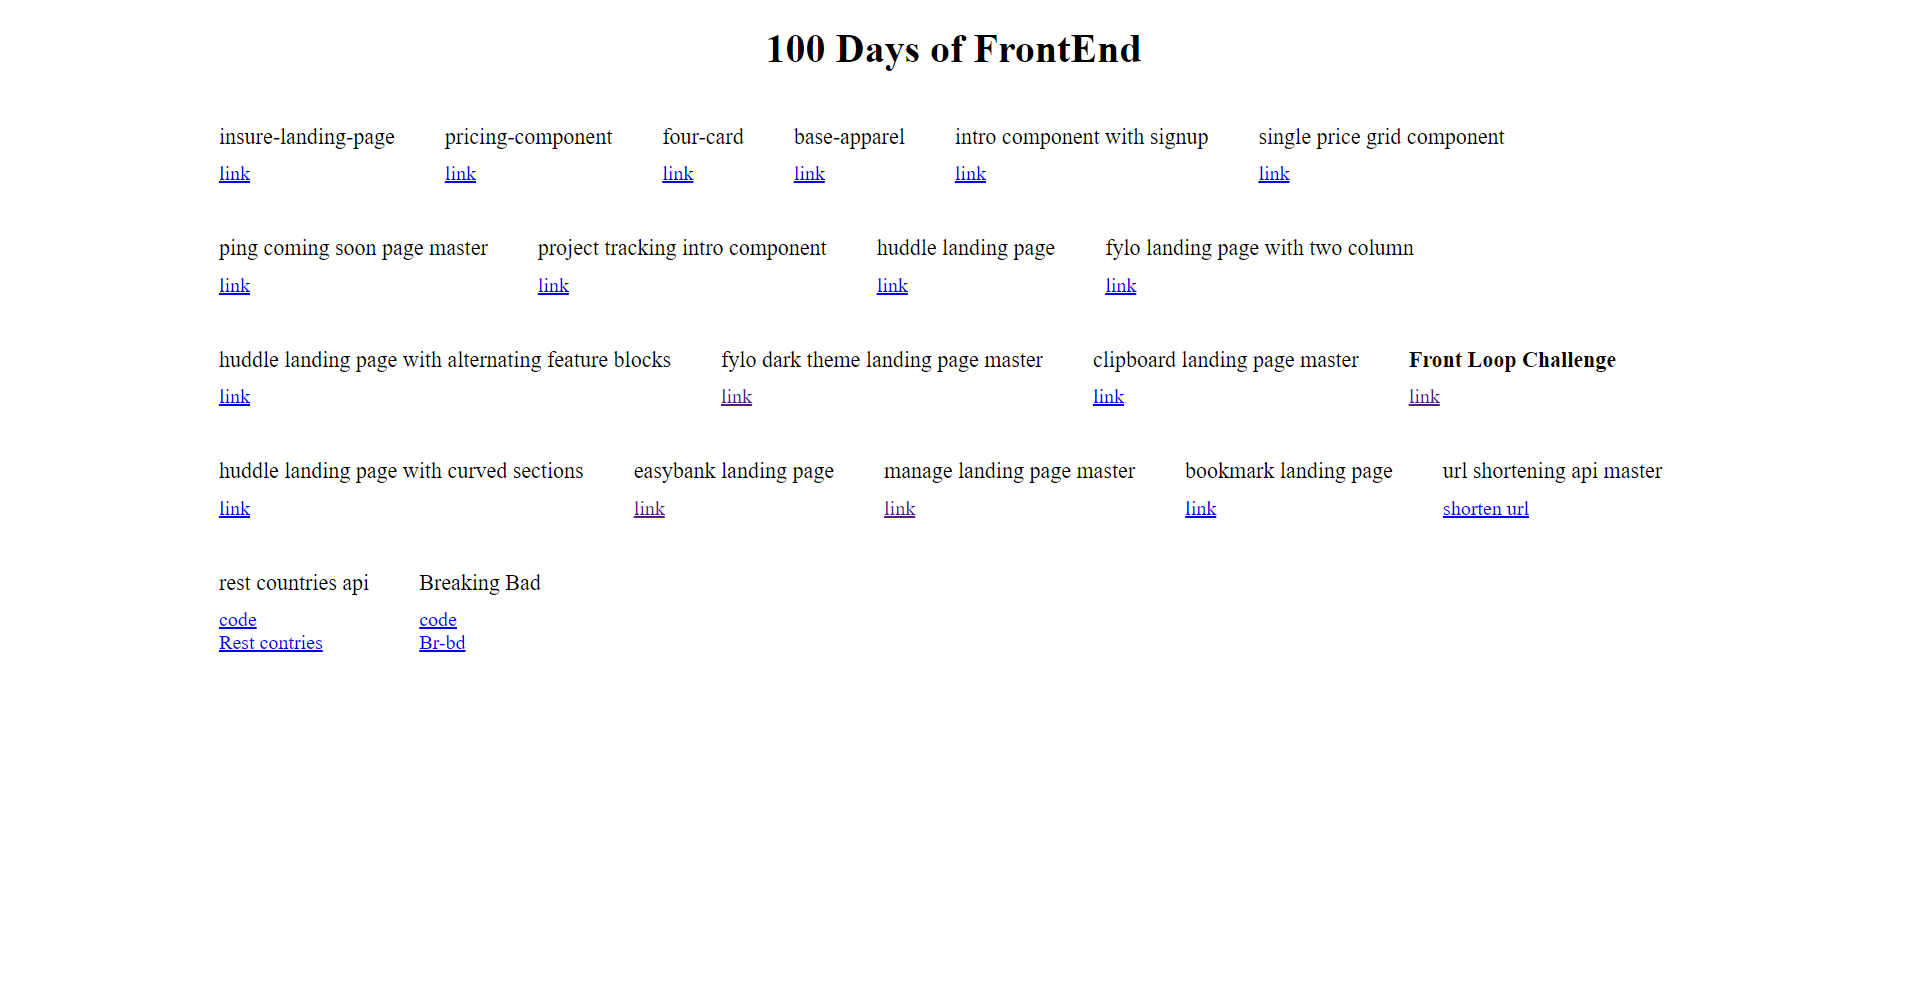 100 Days of FrontEnd
insure-landing-page pricing-component four-card base-apparel intro component with signup single price grid component
link link link link link link
ping coming soon page master project tracking intro component huddle landing page fylo landing page with two column
link link link link
huddle landing page with alternating feature blocks fylo dark theme landing page master clipboard landing page master Front Loop Challenge
link link link link
huddle landing page with curved sections easybank landing page manage landing page master bookmark landing page url shortening api master
link link link link shorten url
rest countries api Breaking Bad
code code
Rest contries Br-bd